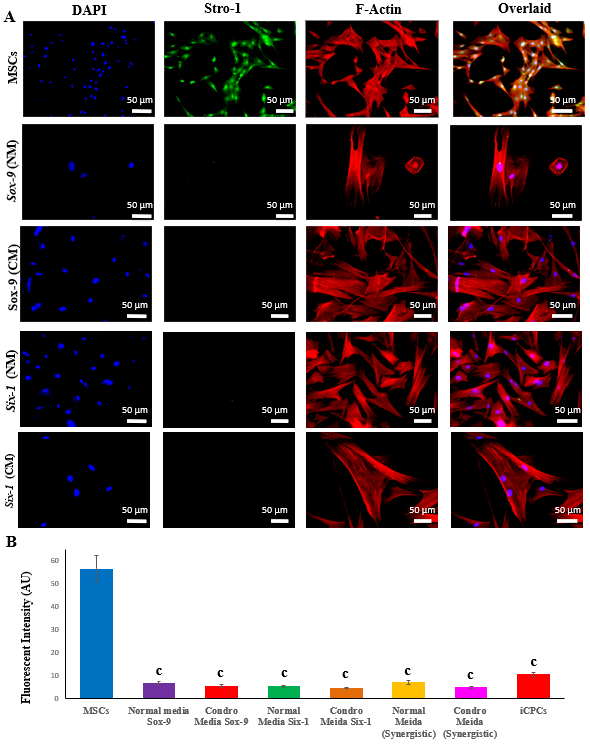 A
DAPI Stro-1 F-Actin Overlaid
MSCs
50 µm 50 µm 50 µm 50 µm
Sox-9 (NM)
50 µm 50 µm 50 µm 50 µm
Sox-9 (CM)
50 µm 50 µm 50 µm 50 µm
Six-1 (NM)
50 µm 50 µm 50 µm 50 µm
Six-1 (CM)
50 µm 50 µm 50 µm 50 µm
B
Fluorescent Intensity (AU)
60
50
40
30
20
10
0
c c c c c c c
MSCs Normal media Condro Normal Condro Normal Condro iCPCs
Sox-9 Media Sox-9 Media Six-1 Meida Six-1 Meida Meida
(Synergistic) (Synergistic)